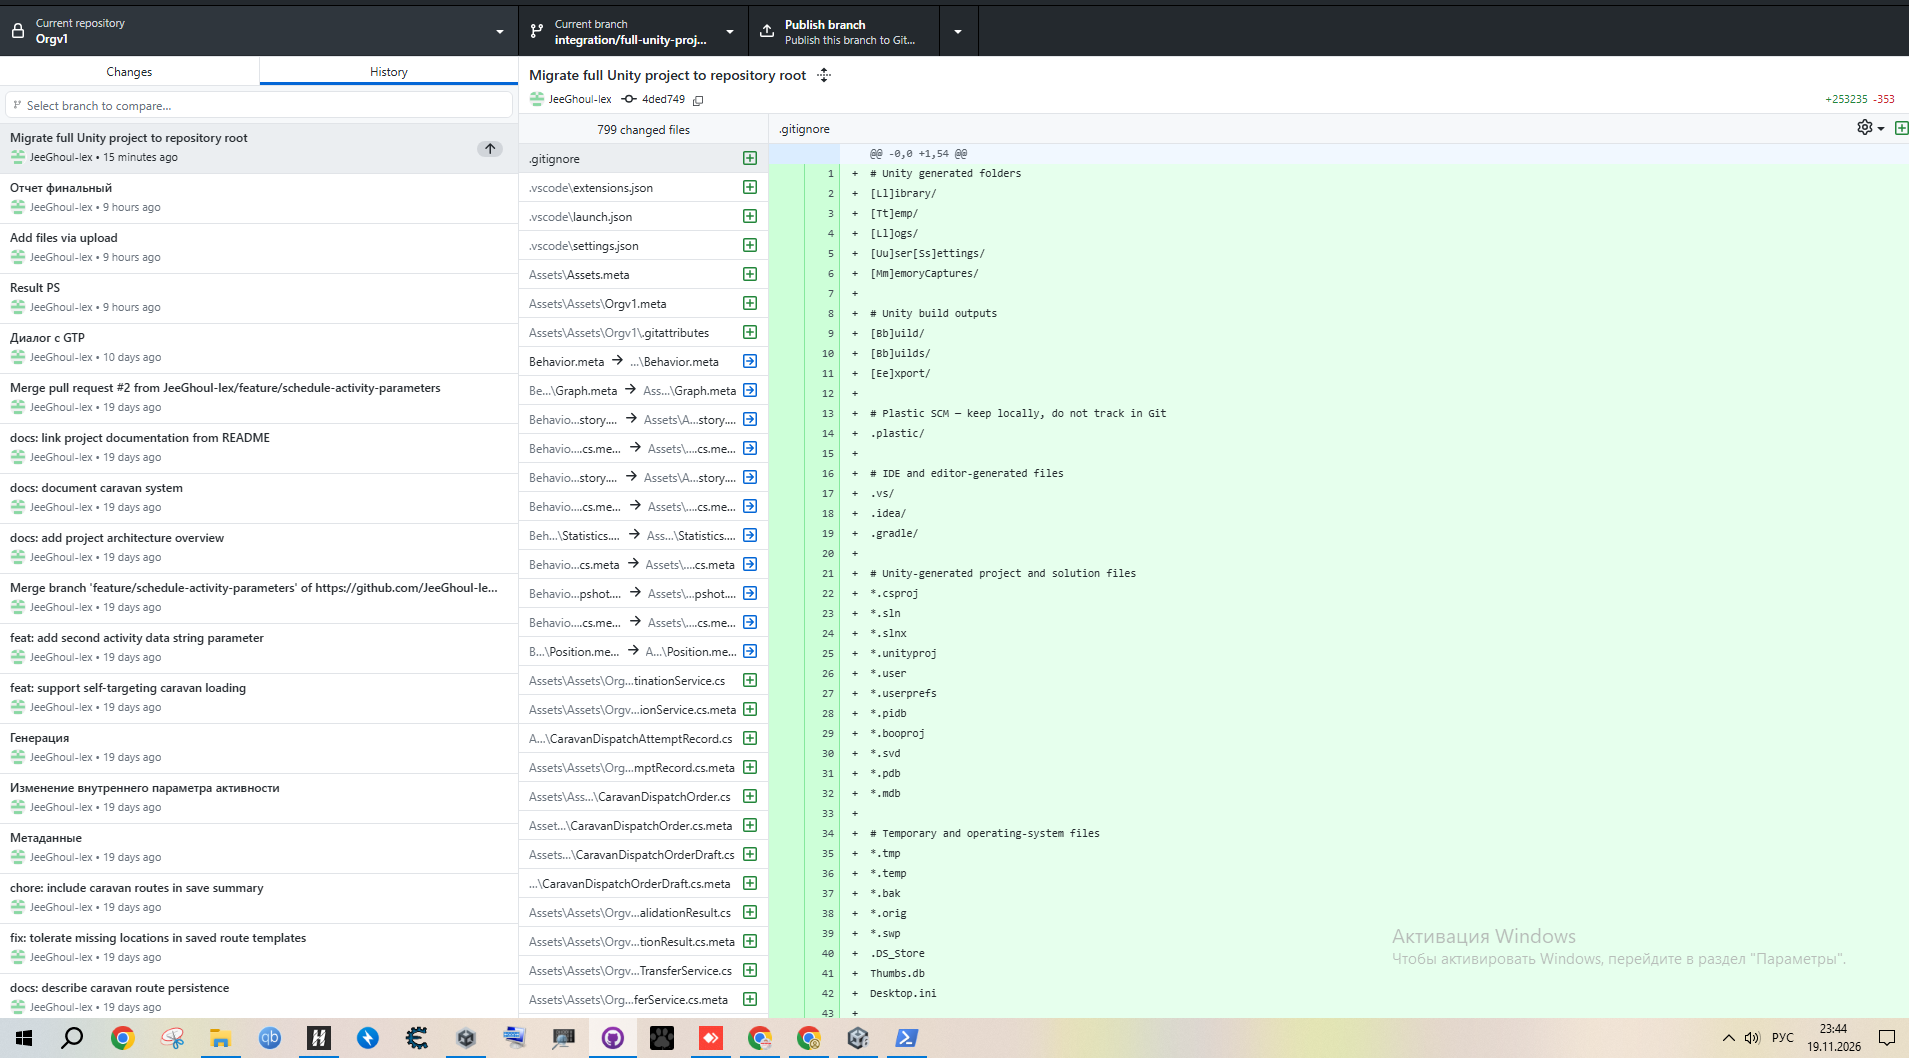 Current repository
Orgv1
Current branch
integration/full-unity-proj...
Publish branch
Publish this branch to Git...
Changes
History
Select branch to compare...
Migrate full Unity project to repository root
JeeGhoul-lex • 15 minutes ago
Отчет финальный
JeeGhoul-lex • 9 hours ago
Add files via upload
JeeGhoul-lex • 9 hours ago
Result PS
JeeGhoul-lex • 9 hours ago
Диалог с GTP
JeeGhoul-lex • 10 days ago
Merge pull request #2 from JeeGhoul-lex/feature/schedule-activity-parameters
JeeGhoul-lex • 19 days ago
docs: link project documentation from README
JeeGhoul-lex • 19 days ago
docs: document caravan system
JeeGhoul-lex • 19 days ago
docs: add project architecture overview
JeeGhoul-lex • 19 days ago
Merge branch 'feature/schedule-activity-parameters' of https://github.com/JeeGhoul-le...
JeeGhoul-lex • 19 days ago
feat: add second activity data string parameter
JeeGhoul-lex • 19 days ago
feat: support self-targeting caravan loading
JeeGhoul-lex • 19 days ago
Генерация
JeeGhoul-lex • 19 days ago
Изменение внутреннего параметра активности
JeeGhoul-lex • 19 days ago
Метаданные
JeeGhoul-lex • 19 days ago
chore: include caravan routes in save summary
JeeGhoul-lex • 19 days ago
fix: tolerate missing locations in saved route templates
JeeGhoul-lex • 19 days ago
docs: describe caravan route persistence
JeeGhoul-lex • 19 days ago
Migrate full Unity project to repository root
JeeGhoul-lex 4ded749
+253235 -353
799 changed files
.gitignore
.vscode\extensions.json
.vscode\launch.json
.vscode\settings.json
Assets\Assets.meta
Assets\Assets\Orgv1.meta
Assets\Assets\Orgv1\.gitattributes
Behavior.meta → ...\Behavior.meta
Be...\Graph.meta → Ass...\Graph.meta
Behavio...story.... → Assets\A...story....
Behavio....cs.me... → Assets\....cs.me...
Behavio...story.... → Assets\A...story....
Behavio....cs.me... → Assets\....cs.me...
Beh...\Statistics.... → Ass...\Statistics....
Behavio...cs.meta → Assets\...cs.meta
Behavio...pshot.... → Assets\...pshot....
Behavio....cs.me... → Assets\....cs.me...
B...\Position.me... → A...\Position.me...
Assets\Assets\Org...tinationService.cs
Assets\Assets\Orgv...ionService.cs.meta
A...\CaravanDispatchAttemptRecord.cs
Assets\Assets\Org...mptRecord.cs.meta
Assets\Ass...\CaravanDispatchOrder.cs
Asset...\CaravanDispatchOrder.cs.meta
Assets...\CaravanDispatchOrderDraft.cs
...\CaravanDispatchOrderDraft.cs.meta
Assets\Assets\Orgv...alidationResult.cs
Assets\Assets\Orgv...tionResult.cs.meta
Assets\Assets\Orgv...TransferService.cs
Assets\Assets\Org...ferService.cs.meta
.gitignore
@@ -0,0 +1,54 @@
1 + # Unity generated folders
2 + [Ll]ibrary/
3 + [Tt]emp/
4 + [Ll]ogs/
5 + [Uu]ser[Ss]ettings/
6 + [Mm]emoryCaptures/
7 +
8 + # Unity build outputs
9 + [Bb]uild/
10 + [Bb]uilds/
11 + [Ee]xport/
12 +
13 + # Plastic SCM — keep locally, do not track in Git
14 + .plastic/
15 +
16 + # IDE and editor-generated files
17 + .vs/
18 + .idea/
19 + .gradle/
20 +
21 + # Unity-generated project and solution files
22 + *.csproj
23 + *.sln
24 + *.slnx
25 + *.unityproj
26 + *.user
27 + *.userprefs
28 + *.pidb
29 + *.booproj
30 + *.svd
31 + *.pdb
32 + *.mdb
33 +
34 + # Temporary and operating-system files
35 + *.tmp
36 + *.temp
37 + *.bak
38 + *.orig
39 + *.swp
40 + .DS_Store
41 + Thumbs.db
42 + Desktop.ini
43 +
Активация Windows
Чтобы активировать Windows, перейдите в раздел "Параметры".
qb
H
РУС
23:44
19.11.2026